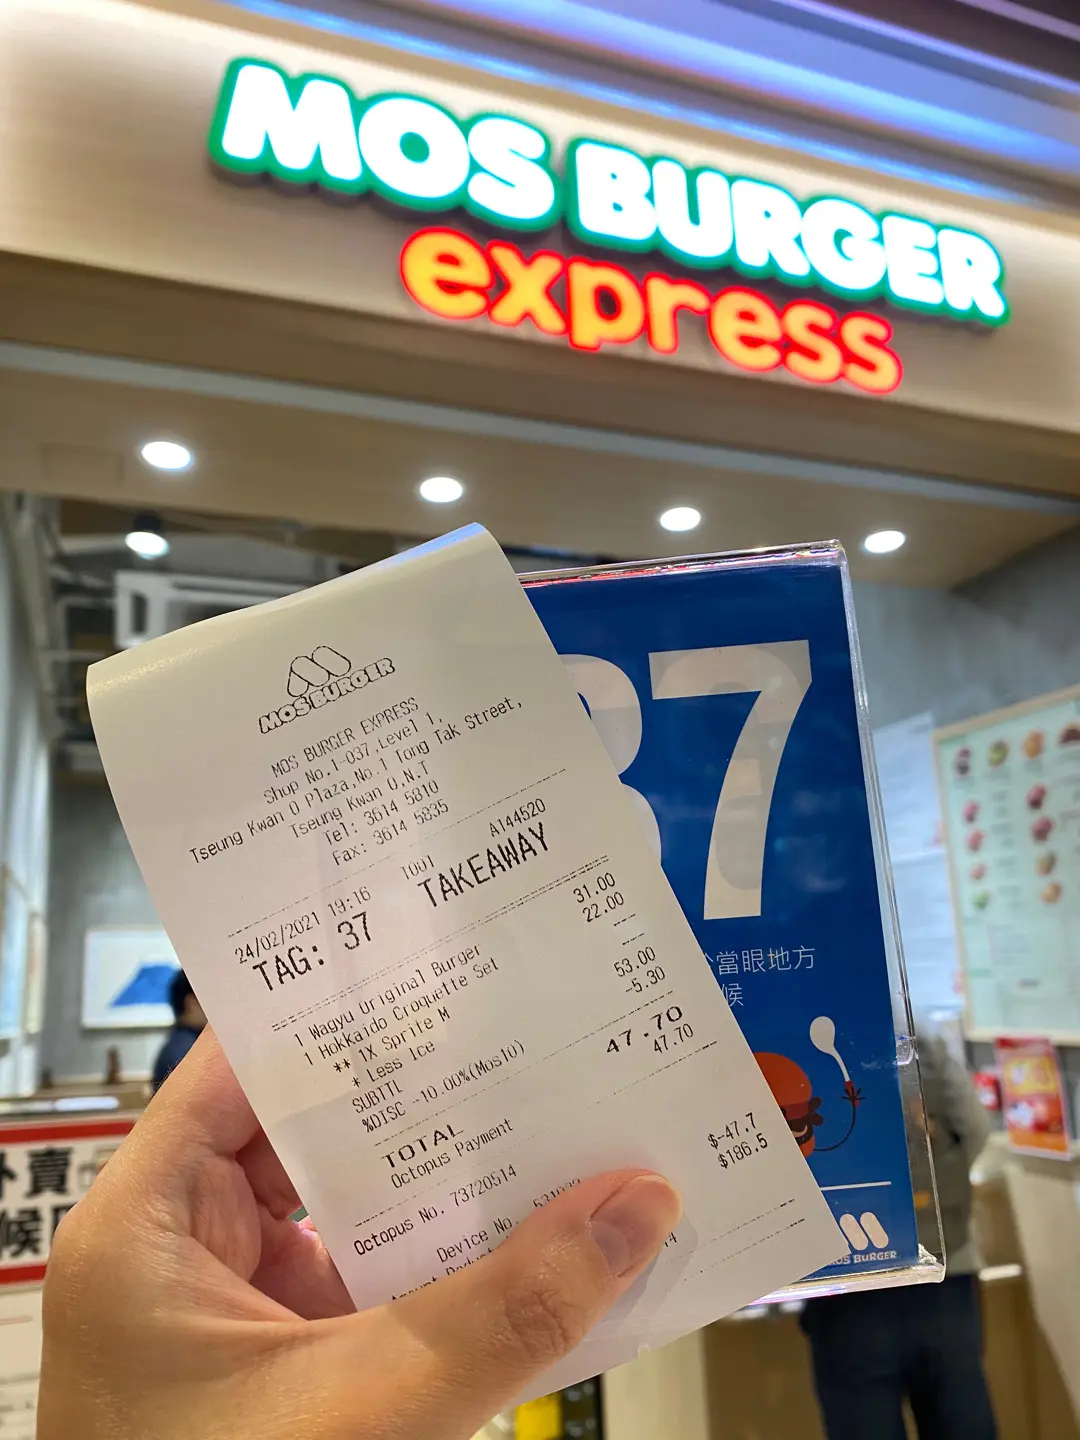 MOS BURGER
express
MOS BURGER
MOS BURGER EXPRESS
Shop No.1-037 ,Level 1,
Tseung Kwan O Plaza,No.1 Tong Tak Street,
Tseung Kwan O,N.T
Tel: 3614 5810
Fax: 3614 5835
24/02/2021 19:16 T001 A144520
TAG: 37 TAKEAWAY
1 Wagyu Original Burger 31.00
1 Hokkaido Croquette Set 22.00
** 1X Sprite M
* Less Ice
SUBTTL 53.00
%DISC -10.00%(Mos10) -5.30
TOTAL 47.70
Octopus Payment 47.70
Octopus No. 73720514
Device No.
$-47.7
$186.5
37
當眼地方
候
MOS BURGER
外賣
候